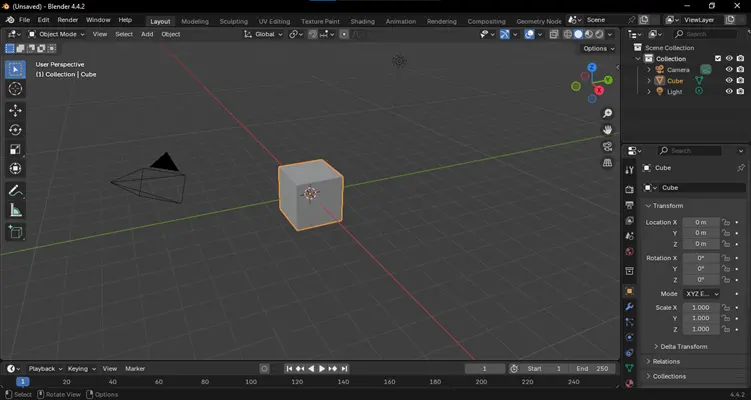 (Unsaved) - Blender 4.4.2
File Edit Render Window Help Layout Modeling Sculpting UV Editing Texture Paint Shading Animation Rendering Compositing Geometry Node Scene ViewLayer
Object Mode View Select Add Object Global Search
Options
User Perspective
(1) Collection | Cube
Z
Y
X
Scene Collection
Collection
Camera
Cube
Light
Search
Cube
Cube
Transform
Location X 0 m
Y 0 m
Z 0 m
Rotation X 0°
Y 0°
Z 0°
Mode XYZ E...
Scale X 1.000
Y 1.000
Z 1.000
Delta Transform
Relations
Collections
Playback Keying View Marker 1 Start 1 End 250
1 20 40 60 80 100 120 140 160 180 200 220 240
Select Rotate View Options 4.4.2